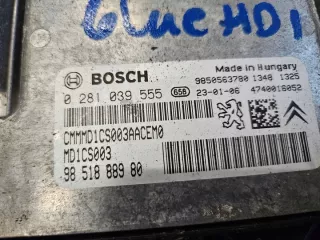 Blue HDI
Made in Hungary
BOSCH
9850563780 1348 1325
0 281 039 555 656 23-01-06 4740016052
CMMMD1CS003AACEM0
MD1CS003
98 518 889 80